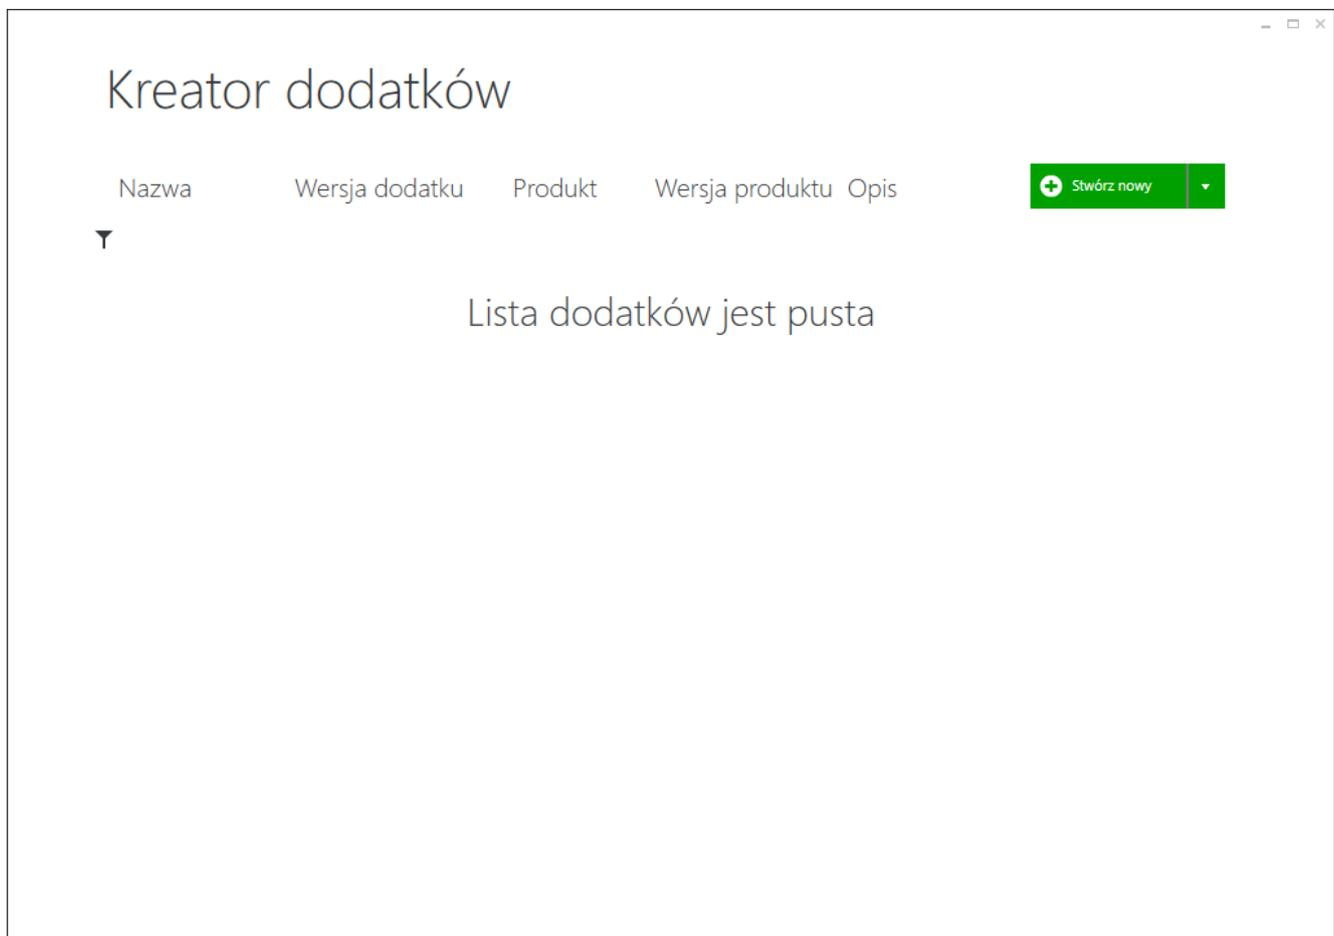 Kreator dodatków
Nazwa Wersja dodatku Produkt Wersja produktu Opis Stwórz nowy
Lista dodatków jest pusta